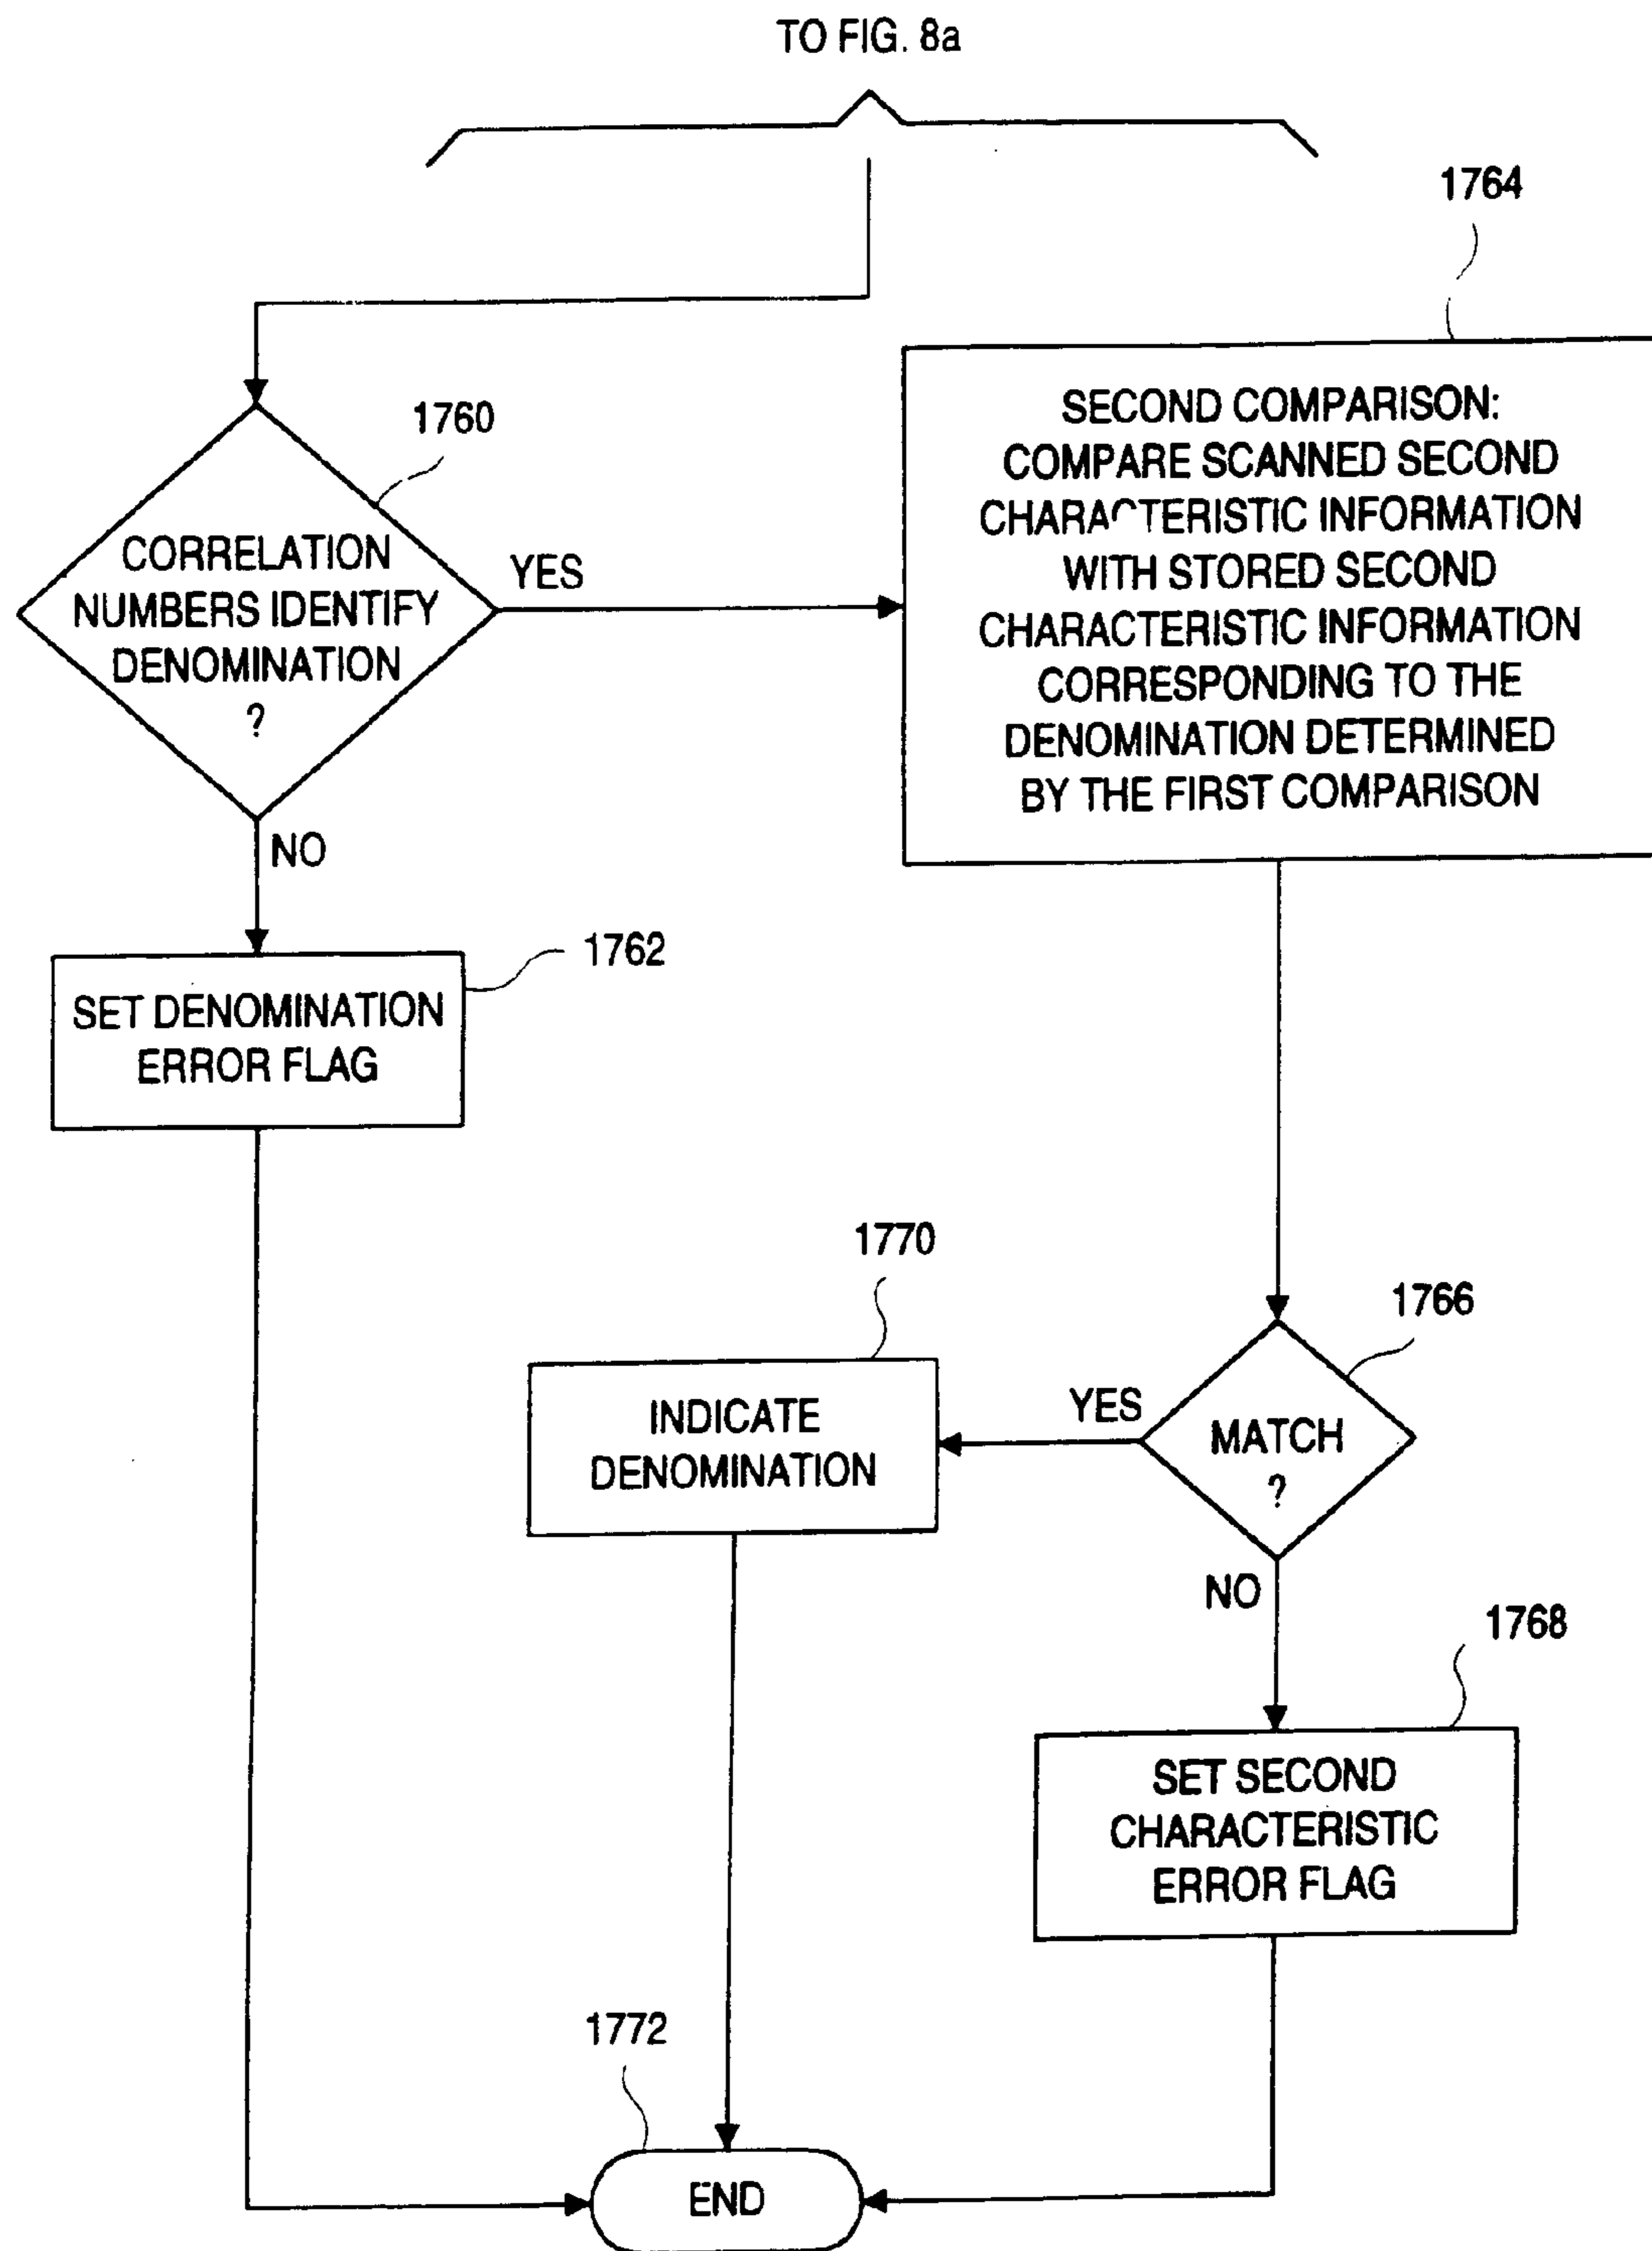 TO FIG. 8a
1764
SECOND COMPARISON:
COMPARE SCANNED SECOND
CHARACTERISTIC INFORMATION
WITH STORED SECOND
CHARACTERISTIC INFORMATION
CORRESPONDING TO THE
DENOMINATION DETERMINED
BY THE FIRST COMPARISON
1760
CORRELATION
NUMBERS IDENTIFY
DENOMINATION
?
YES
NO
1762
SET DENOMINATION
ERROR FLAG
1770
INDICATE
DENOMINATION
1766
YES
MATCH
?
NO
1768
SET SECOND
CHARACTERISTIC
ERROR FLAG
1772
END